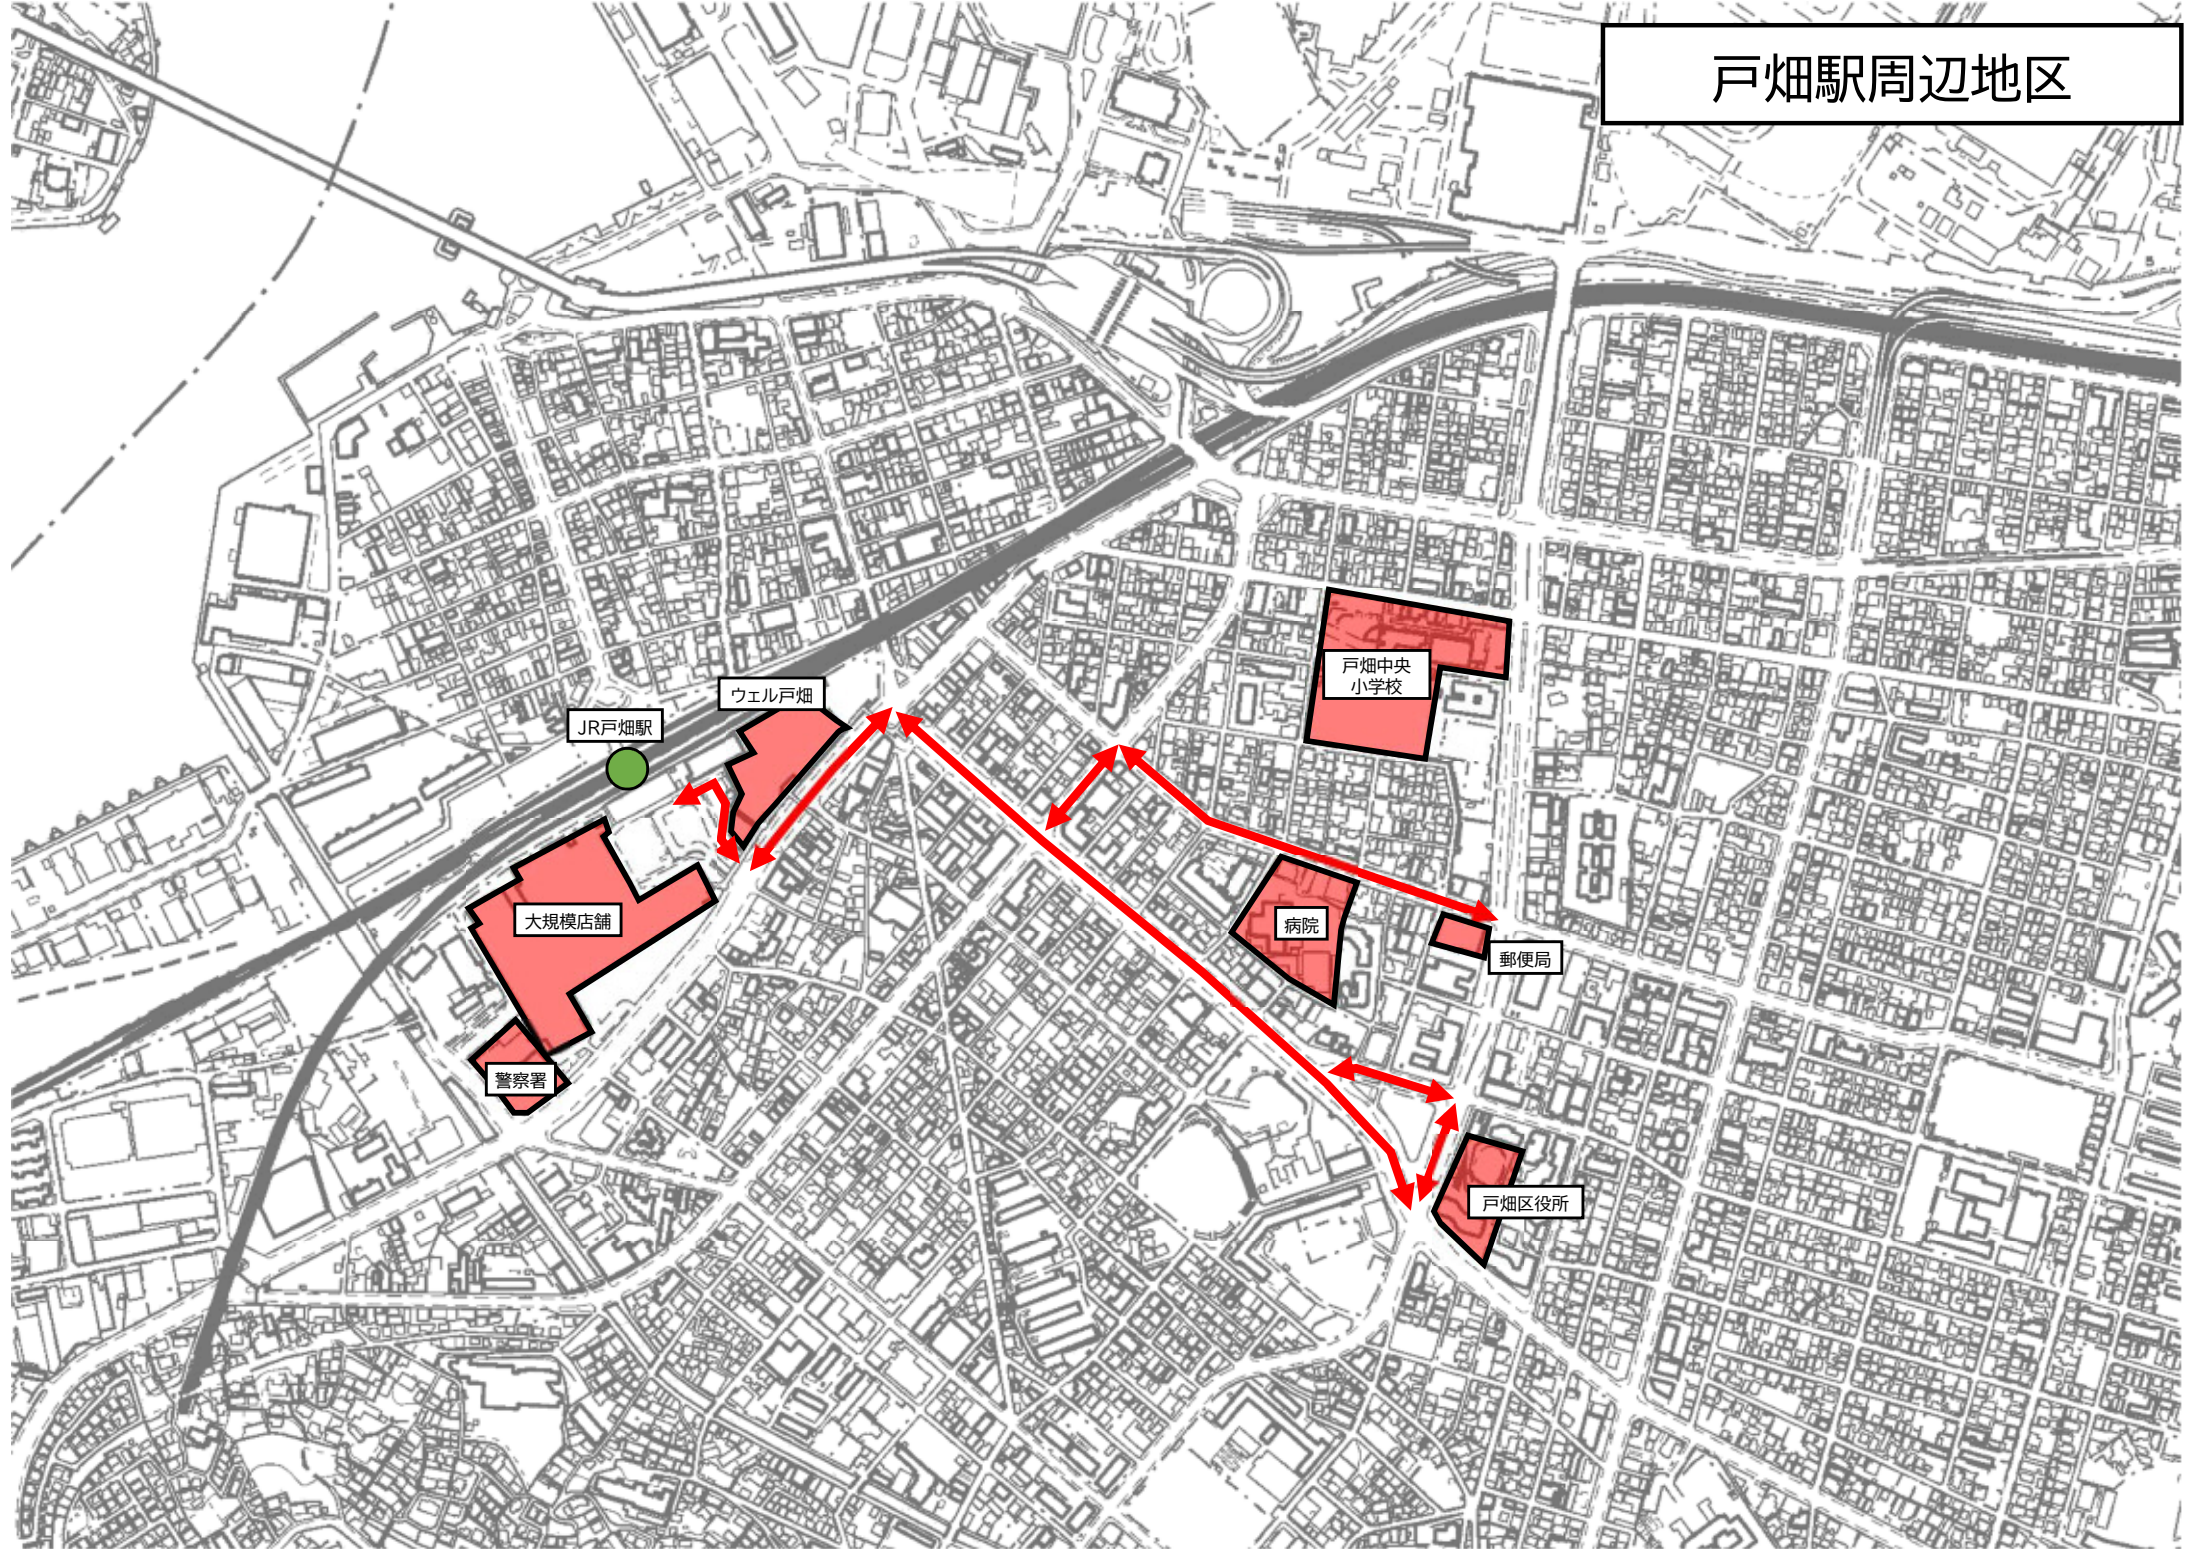 戸畑駅周辺地区
戸畑中央
小学校
ウェル戸畑
JR戸畑駅
大規模店舗
病院
郵便局
警察署
戸畑区役所